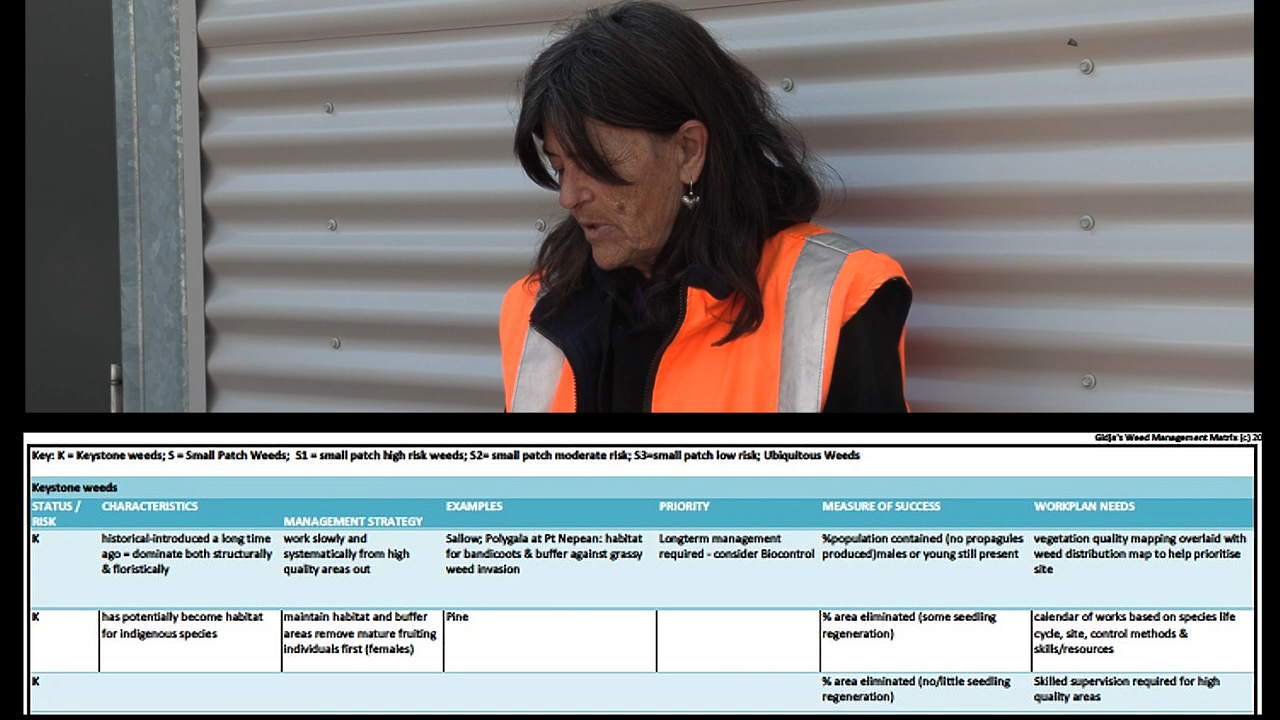 Gidja's Weed Management Matrix (c) 20
Key: K = Keystone weeds; S = Small Patch Weeds;  S1 = small patch high risk weeds; S2= small patch moderate risk; S3=small patch low risk; Ubiquitous Weeds
Keystone weeds
STATUS / RISK
CHARACTERISTICS
MANAGEMENT STRATEGY
EXAMPLES
PRIORITY
MEASURE OF SUCCESS
WORKPLAN NEEDS
K
historical-introduced a long time
ago = dominate both structurally
& floristically
work slowly and
systematically from high
quality areas out
Sallow; Polygala at Pt Nepean: habitat
for bandicoots & buffer against grassy
weed invasion
Longterm management
required - consider Biocontrol
%population contained (no propagules
produced)males or young still present
vegetation quality mapping overlaid with
weed distribution map to help prioritise
site
K
has potentially become habitat
for indigenous species
maintain habitat and buffer
areas remove mature fruiting
individuals first (females)
Pine
% area eliminated (some seedling
regeneration)
calendar of works based on species life
cycle, site, control methods &
skills/resources
K
% area eliminated (no/little seedling
regeneration)
Skilled supervision required for high
quality areas